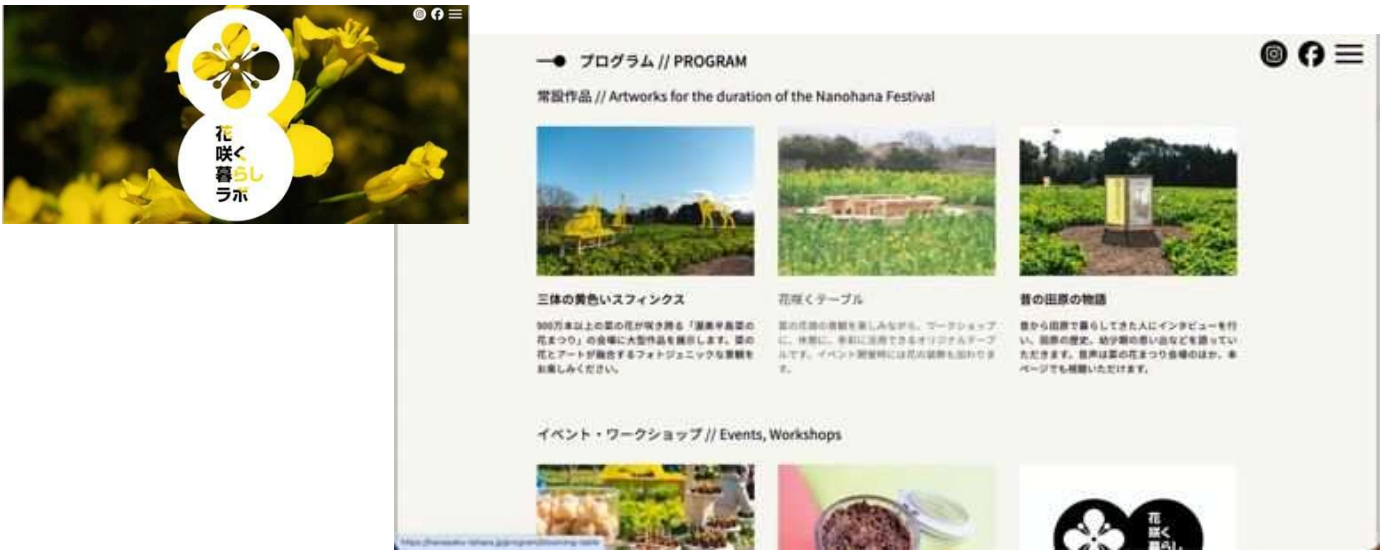 花
咲く
暮らし
ラボ
プログラム // PROGRAM
常設作品 // Artworks for the duration of the Nanohana Festival
三体の黄色いスフィンクス
900万本以上の菜の花が咲き誇る「渥美半島菜の
花まつり」の会場に大型作品を展示します。菜の
花とアートが融合するフォトジェニックな景観を
お楽しみください。
花咲くテーブル
菜の花畑の景観を楽しみながら、ワークショップ
に、休憩に、多彩に活用できるオリジナルテーブ
ルです。イベント開催時には花の装飾も加わりま
す。
昔の田原の物語
昔から田原で暮らしてきた人にインタビューを行
い、田原の歴史、幼少期の思い出などを語ってい
ただきます。音声は菜の花まつり会場のほか、本
ページでも視聴いただけます。
イベント・ワークショップ // Events, Workshops
花
咲く
暮らし